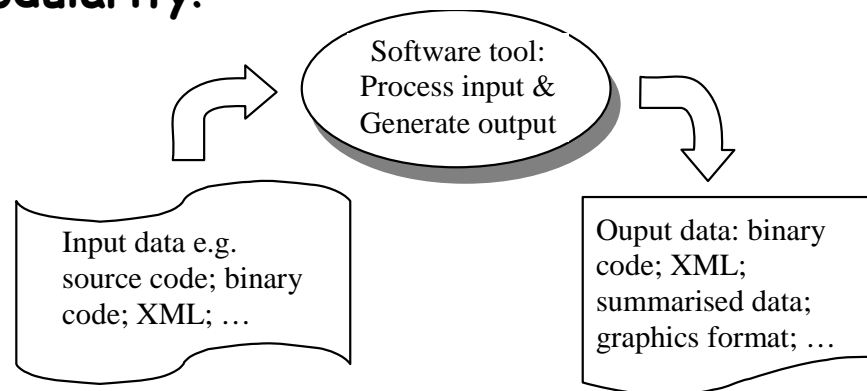 Software tool:
Process input &
Generate output
Input data e.g.
source code; binary
code; XML; …
Ouput data: binary
code; XML;
summarised data;
graphics format; …